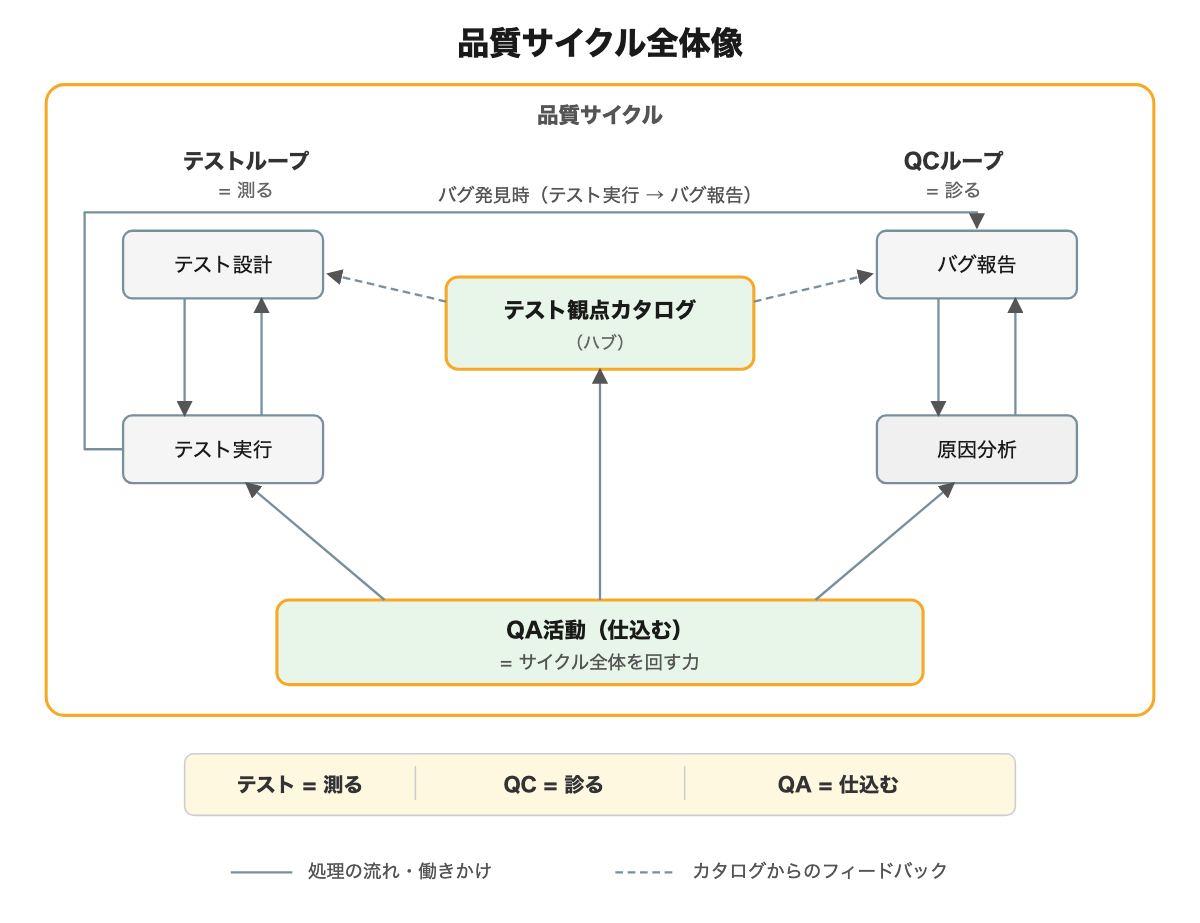 品質サイクル全体像
品質サイクル
テストループ
= 測る
QCループ
= 診る
バグ発見時（テスト実行 → バグ報告）
テスト設計
バグ報告
テスト観点カタログ
（ハブ）
テスト実行
原因分析
QA活動（仕込む）
= サイクル全体を回す力
テスト = 測る
QC = 診る
QA = 仕込む
処理の流れ・働きかけ
カタログからのフィードバック